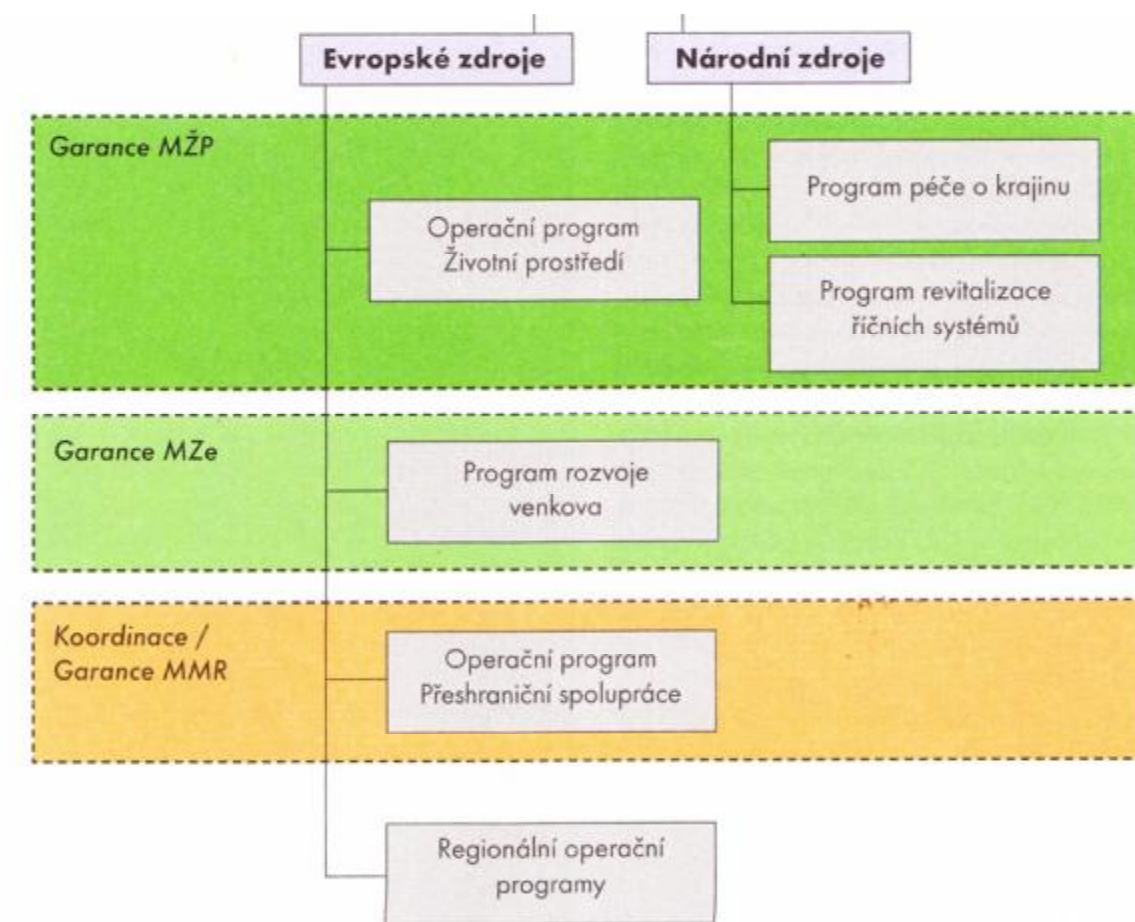 Evropské zdroje
Národní zdroje
Garance MŽP
Program péče o krajinu
Operační program
Životní prostředí
Program revitalizace
říčních systémů
Garance MZe
Program rozvoje
venkova
Koordinace /
Garance MMR
Operační program
Přeshraniční spolupráce
Regionální operační
programy